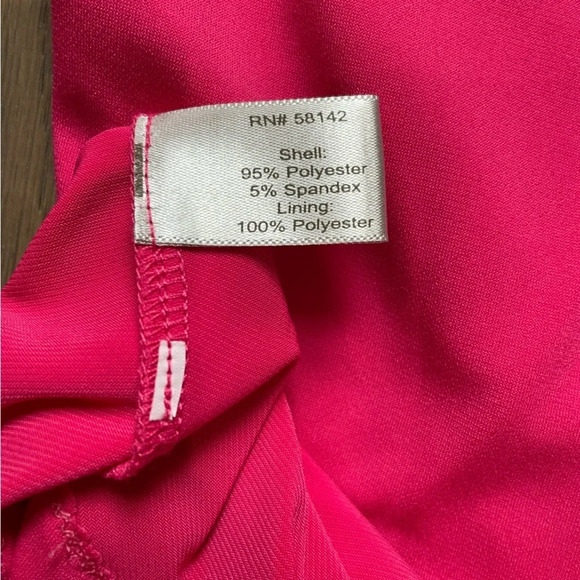 RN# 58142
Shell:
95% Polyester
5% Spandex
Lining:
100% Polyester